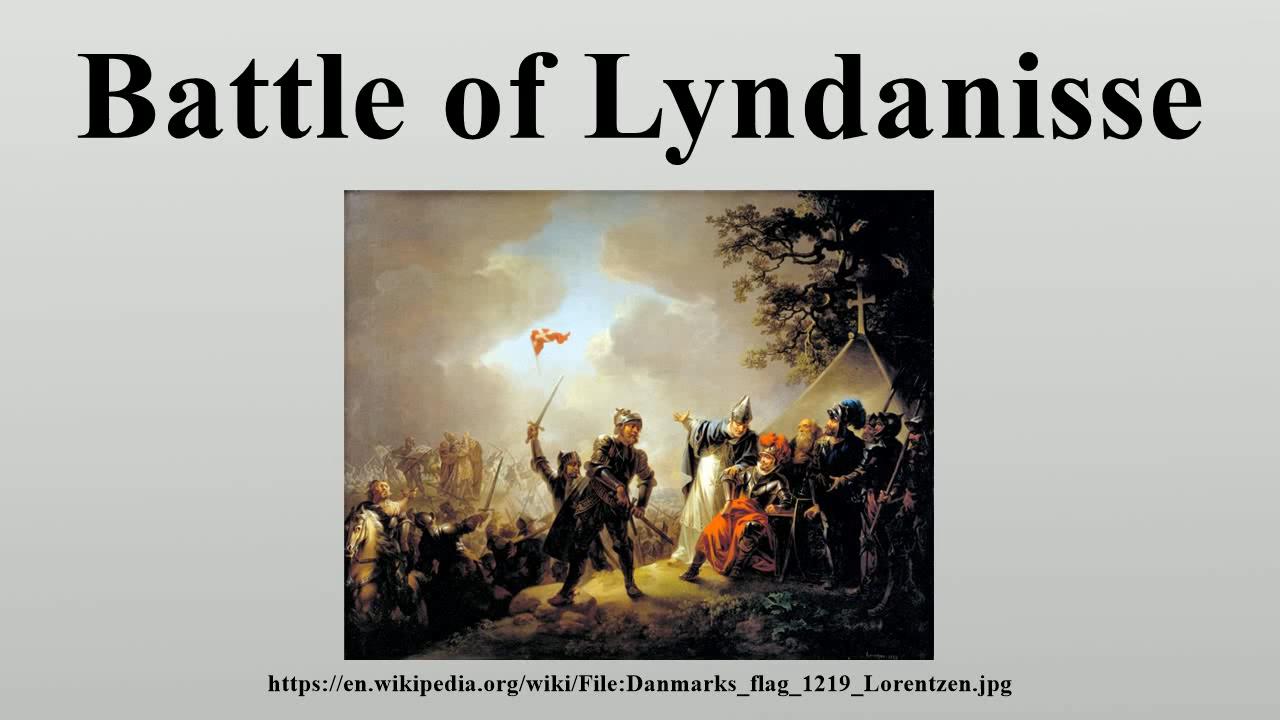 Battle of Lyndanisse
https://en.wikipedia.org/wiki/File:Danmarks_flag_1219_Lorentzen.jpg